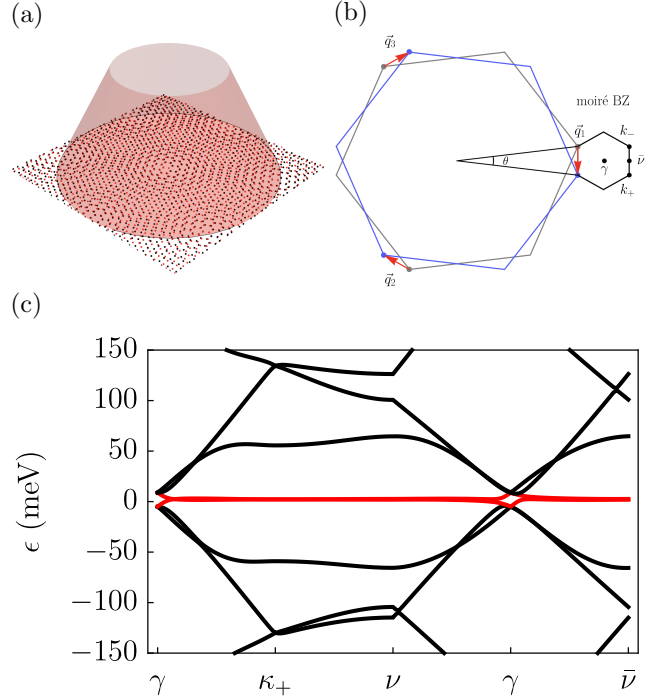 (a)
(b)
q⃗₃
moiré BZ
q⃗₁
k₋
θ
γ
ν̄
k₊
q⃗₂
(c)
ϵ (meV)
150
100
50
0
−50
−100
−150
γ κ₊ ν γ ν̄